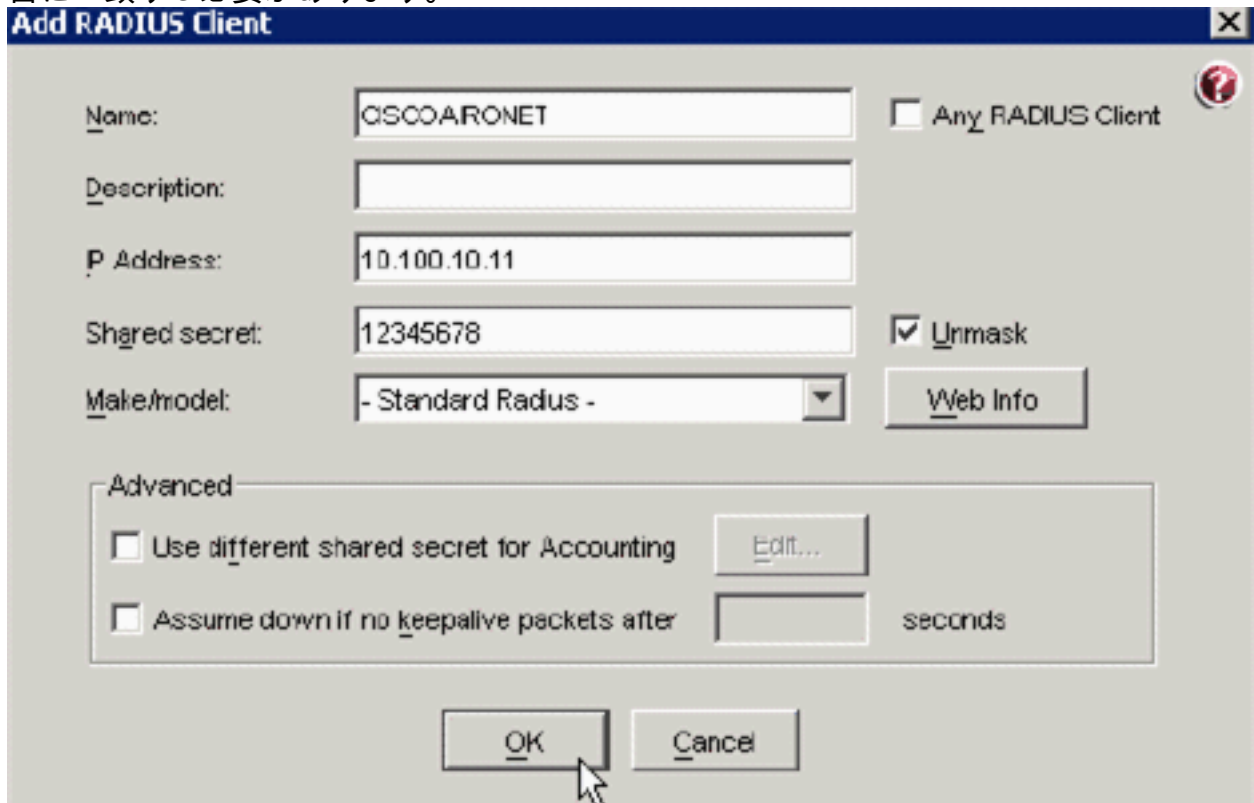 Add RADIUS Client
Name: CISCOAIRONET Any RADIUS Client
Description:
IP Address: 10.100.10.11
Shared secret: 12345678 Unmask
Make/model: - Standard Radius - Web Info
Advanced
Use different shared secret for Accounting Edit...
Assume down if no keepalive packets after seconds
OK Cancel